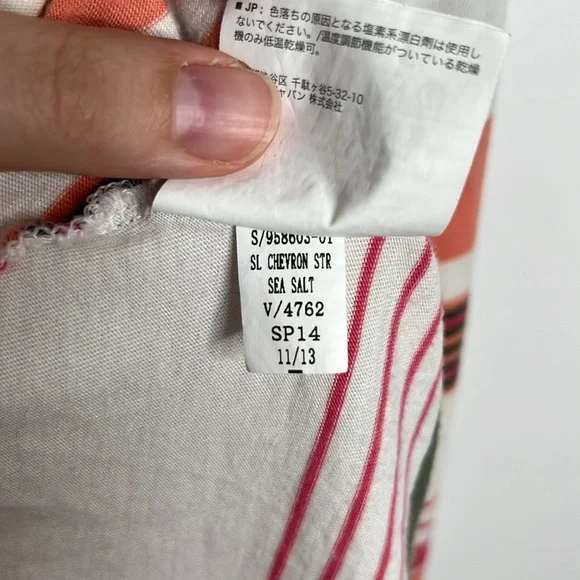 ■ JP: 色落ちの原因となる塩素系漂白剤は使用し
ないでください。/温度調節機能がついている乾燥
機のみ低温乾燥可。
渋谷区 千駄ヶ谷5-32-10
ャパン 株式会社
S/958603-01
SL CHEVRON STR
SEA SALT
V/4762
SP14
11/13